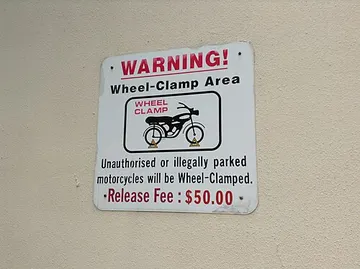 WARNING!
Wheel-Clamp Area
WHEEL
CLAMP
Unauthorised or illegally parked
motorcycles will be Wheel-Clamped.
•Release Fee : $50.00